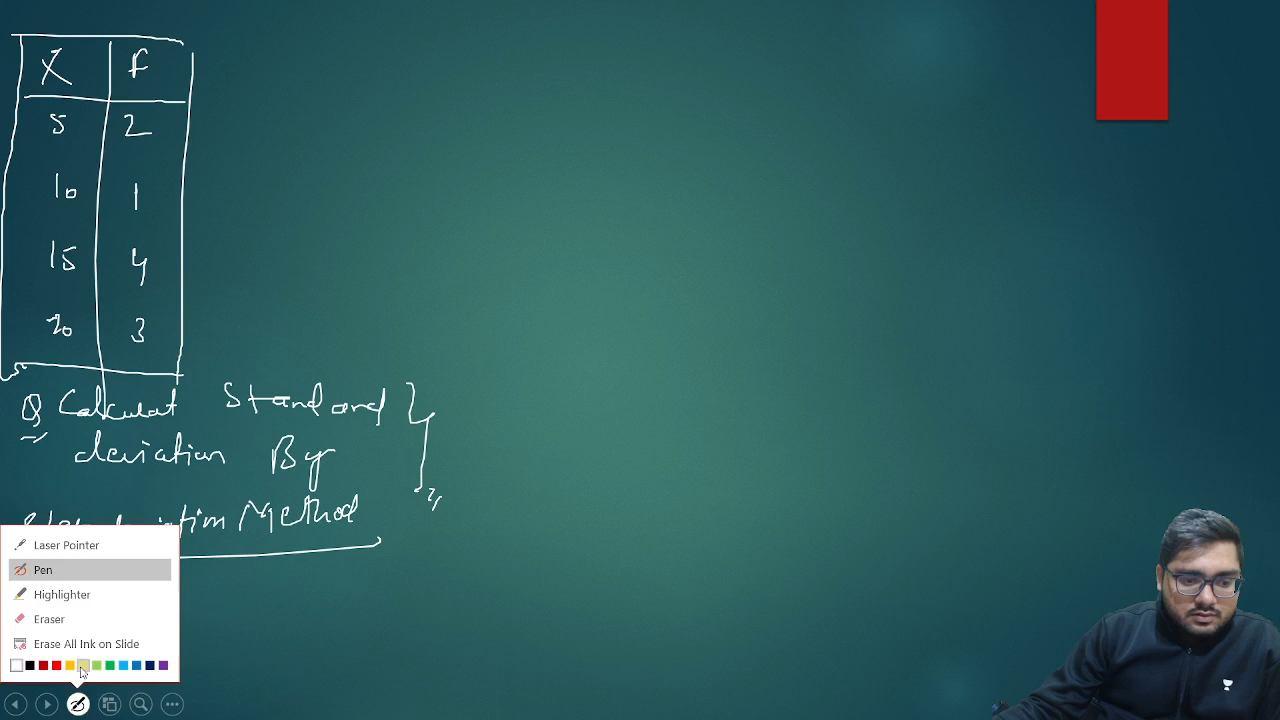 X f
5 2
10 1
15 4
20 3
Q Calculat Standard
deviation By
Method
Laser Pointer
Pen
Highlighter
Eraser
Erase All Ink on Slide